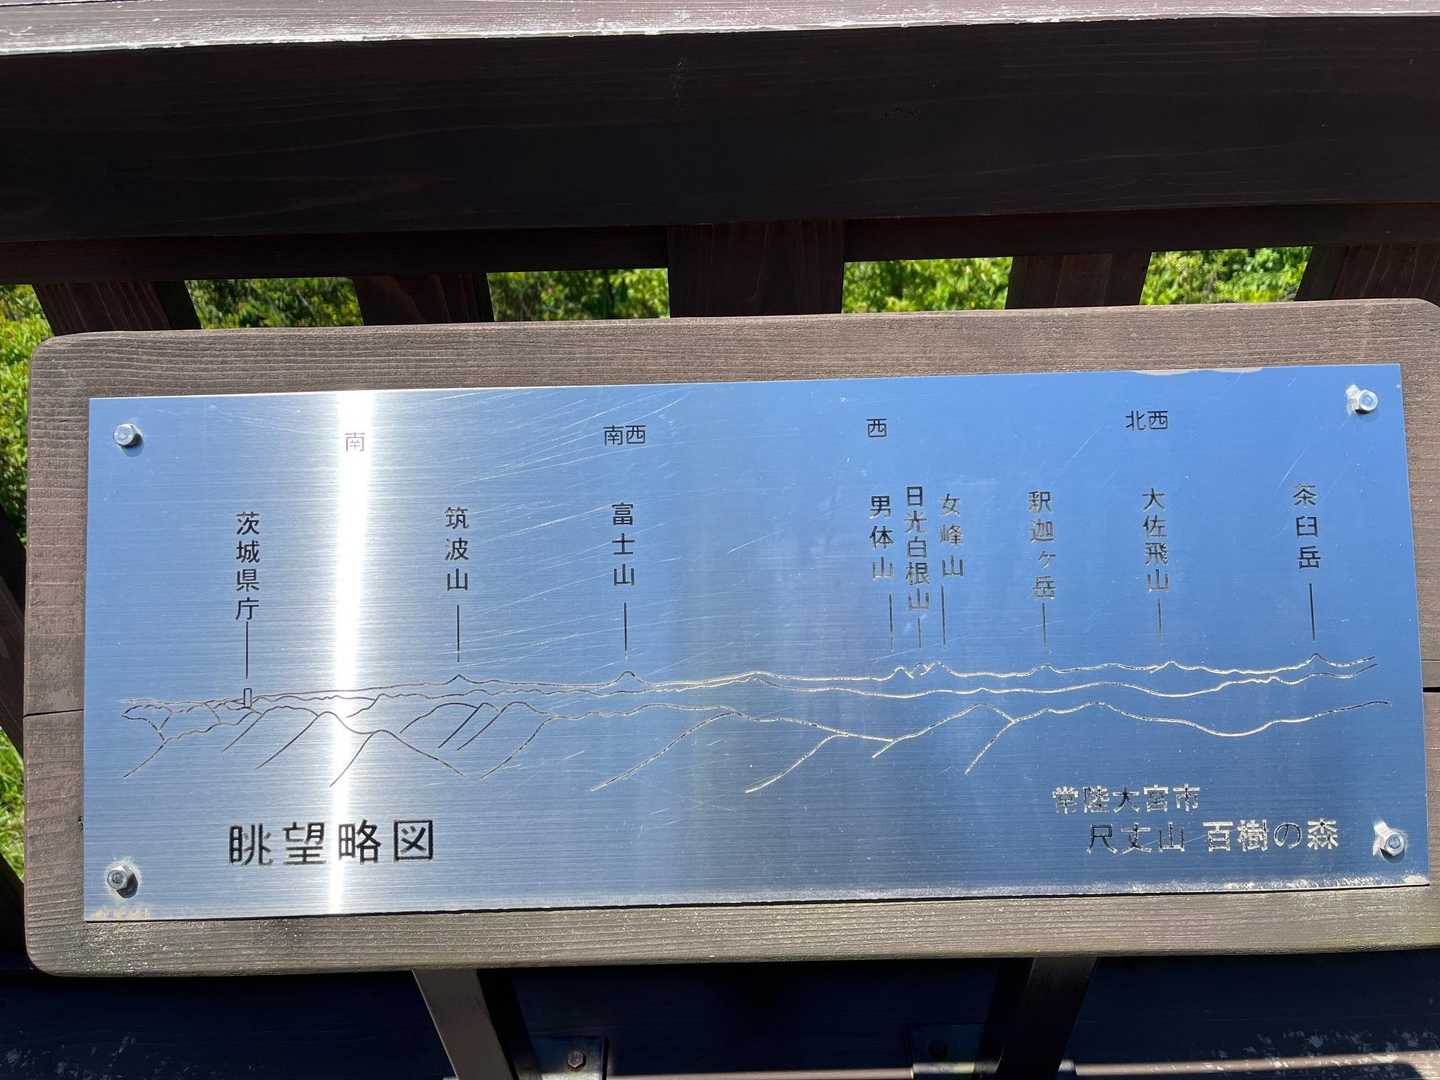 南
南西
西
北西
茨城県庁
筑波山
富士山
男体山
日光白根山
女峰山
釈迦ヶ岳
大佐飛山
茶臼岳
眺望略図
常陸大宮市
尺丈山 百樹の森